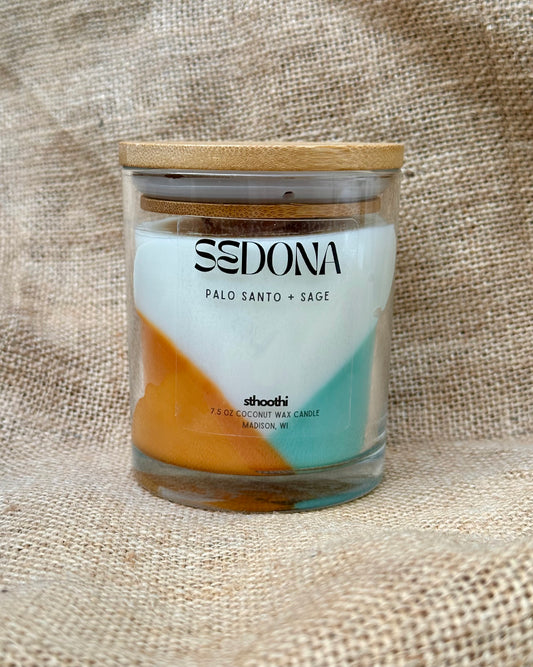 SEDONA
PALO SANTO + SAGE
sthoothi
7.5 OZ COCONUT WAX CANDLE
MADISON, WI